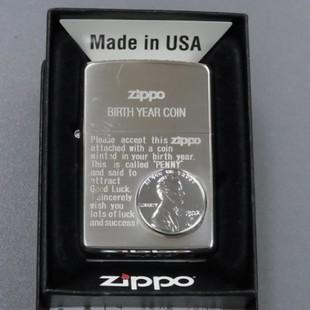 Made in USA
zippo
BIRTH YEAR COIN
Please accept this zippo
attached with a coin
minted in your birth year.
This is called "PENNY"
and said to
attract
Good Luck.
I sincerely
wish you
lots of luck
and success!
LIBERTY
zippo